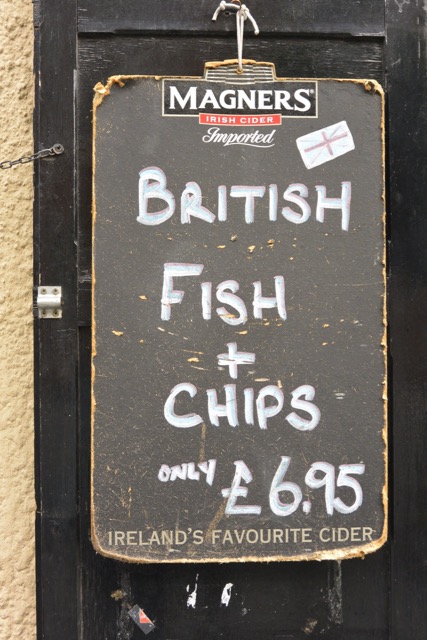 MAGNERS
IRISH CIDER
Imported
BRITISH
FISH
+
CHIPS
ONLY £6.95
IRELAND'S FAVOURITE CIDER